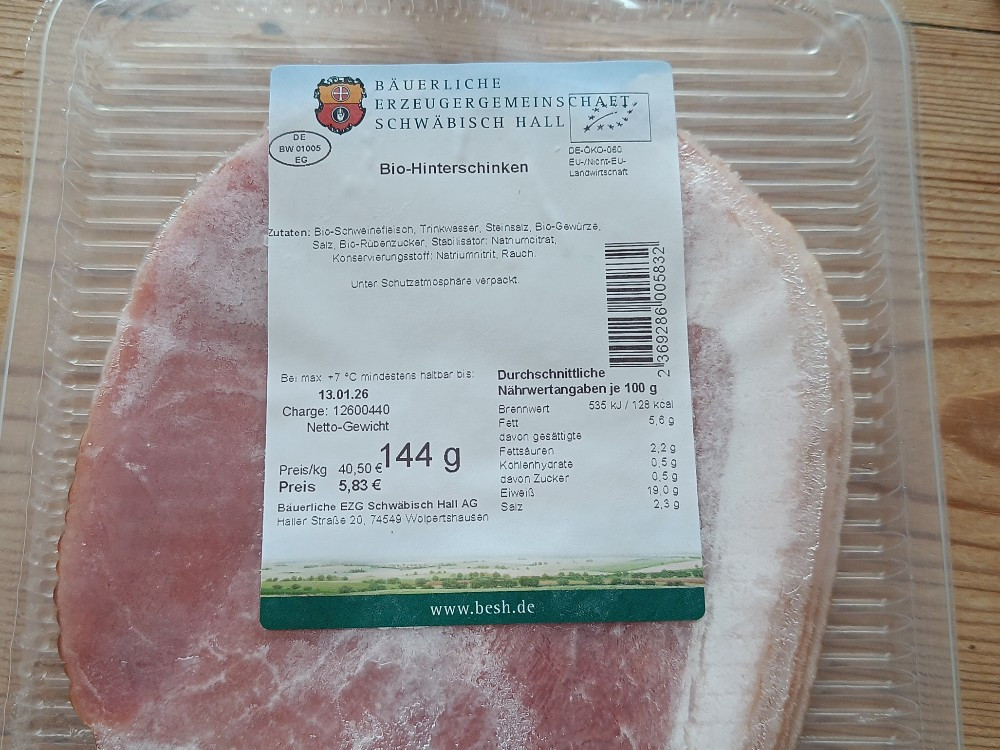 BÄUERLICHE
ERZEUGERGEMEINSCHAFT
SCHWÄBISCH HALL
DE
BW 01005
EG
DE-ÖKO-060
EU-/Nicht-EU-
Landwirtschaft
Bio-Hinterschinken
Zutaten: Bio-Schweinefleisch, Trinkwasser, Steinsalz, Bio-Gewürze,
Salz, Bio-Rübenzucker, Stabilisator: Natriumcitrat,
Konservierungsstoff: Natriumnitrit, Rauch.
Unter Schutzatmosphäre verpackt.
2 369286 005832
Bei max. +7 °C mindestens haltbar bis:
13.01.26
Charge: 12600440
Netto-Gewicht
144 g
Preis/kg 40,50 €
Preis 5,83 €
Bäuerliche EZG Schwäbisch Hall AG
Haller Straße 20, 74549 Wolpertshausen
Durchschnittliche
Nährwertangaben je 100 g
Brennwert 535 kJ / 128 kcal
Fett 5,6 g
davon gesättigte
Fettsäuren 2,2 g
Kohlenhydrate 0,5 g
davon Zucker 0,5 g
Eiweiß 19,0 g
Salz 2,3 g
www.besh.de